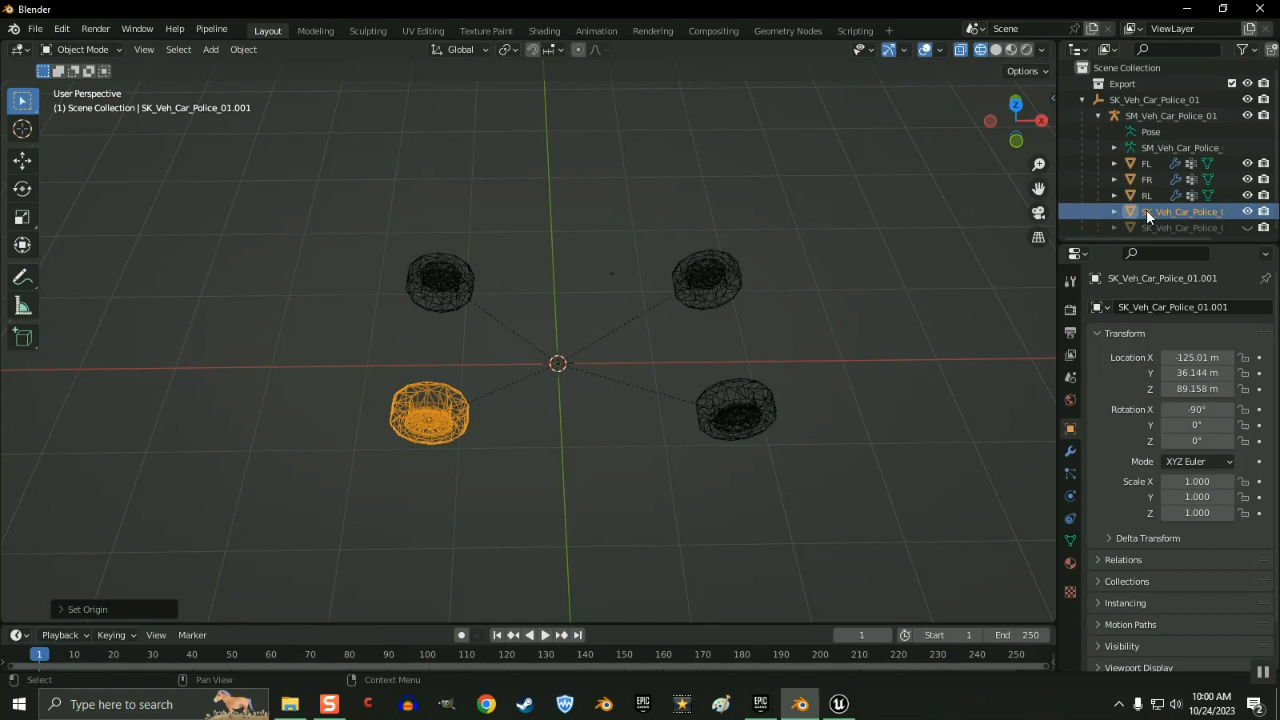 Blender
File Edit Render Window Help Pipeline Layout Modeling Sculpting UV Editing Texture Paint Shading Animation Rendering Compositing Geometry Nodes Scripting + Scene ViewLayer
Object Mode View Select Add Object Global
Options
User Perspective
(1) Scene Collection | SK_Veh_Car_Police_01.001
Z
X
Set Origin
Scene Collection
Export
SK_Veh_Car_Police_01
SM_Veh_Car_Police_01
Pose
SM_Veh_Car_Police_
FL
FR
RL
SK_Veh_Car_Police_0
SK_Veh_Car_Police_0
SK_Veh_Car_Police_01.001
SK_Veh_Car_Police_01.001
Transform
Location X -125.01 m
Y 36.144 m
Z 89.158 m
Rotation X -90°
Y 0°
Z 0°
Mode XYZ Euler
Scale X 1.000
Y 1.000
Z 1.000
Delta Transform
Relations
Collections
Instancing
Motion Paths
Visibility
Viewport Display
Playback Keying View Marker 1 Start 1 End 250
1 10 20 30 40 50 60 70 80 90 100 110 120 130 140 150 160 170 180 190 200 210 220 230 240 250
Select Pan View Context Menu
Type here to search
10:00 AM
10/24/2023